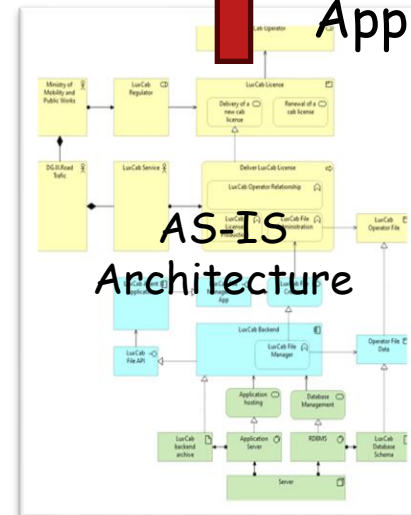 App
LuxCab Operator
Ministry of
Mobility and
Public Works
LuxCab
Regulator
LuxCab License
Delivery of a
new cab
license
Renewal of a
cab license
DG.III.Road
Trafic
LuxCab Service
Deliver LuxCab License
LuxCab Operator Relationship
LuxCab
LuxCab File
LuxCab
Operator File
AS-IS
Architecture
LuxCab Backend
LuxCab File
Manager
LuxCab
File API
Operator File
Data
Application
hosting
Database
Management
LuxCab
backend
archive
Application
Server
RDBMS
LuxCab
Database
Schema
Server